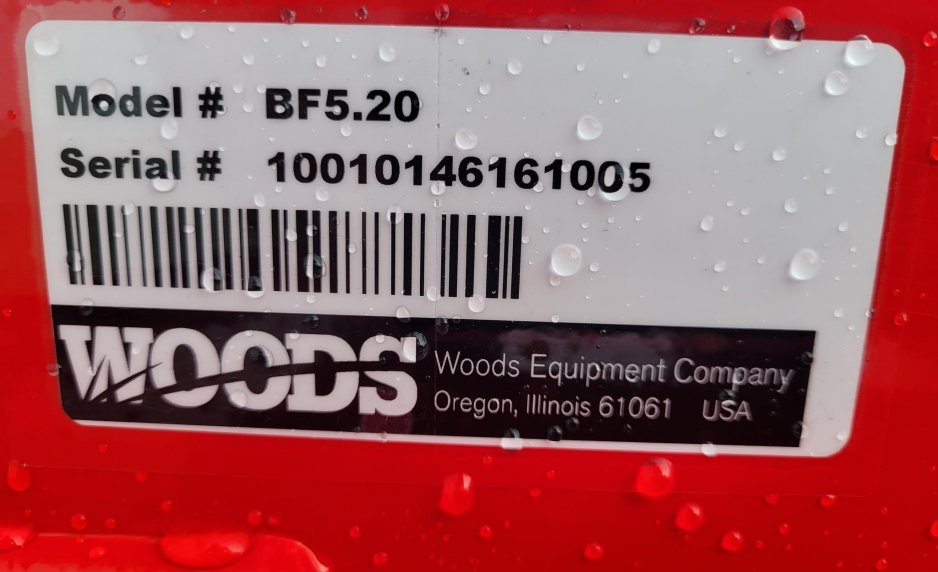 Model # BF5.20
Serial # 10010146161005
WOODS
Woods Equipment Company
Oregon, Illinois 61061 USA